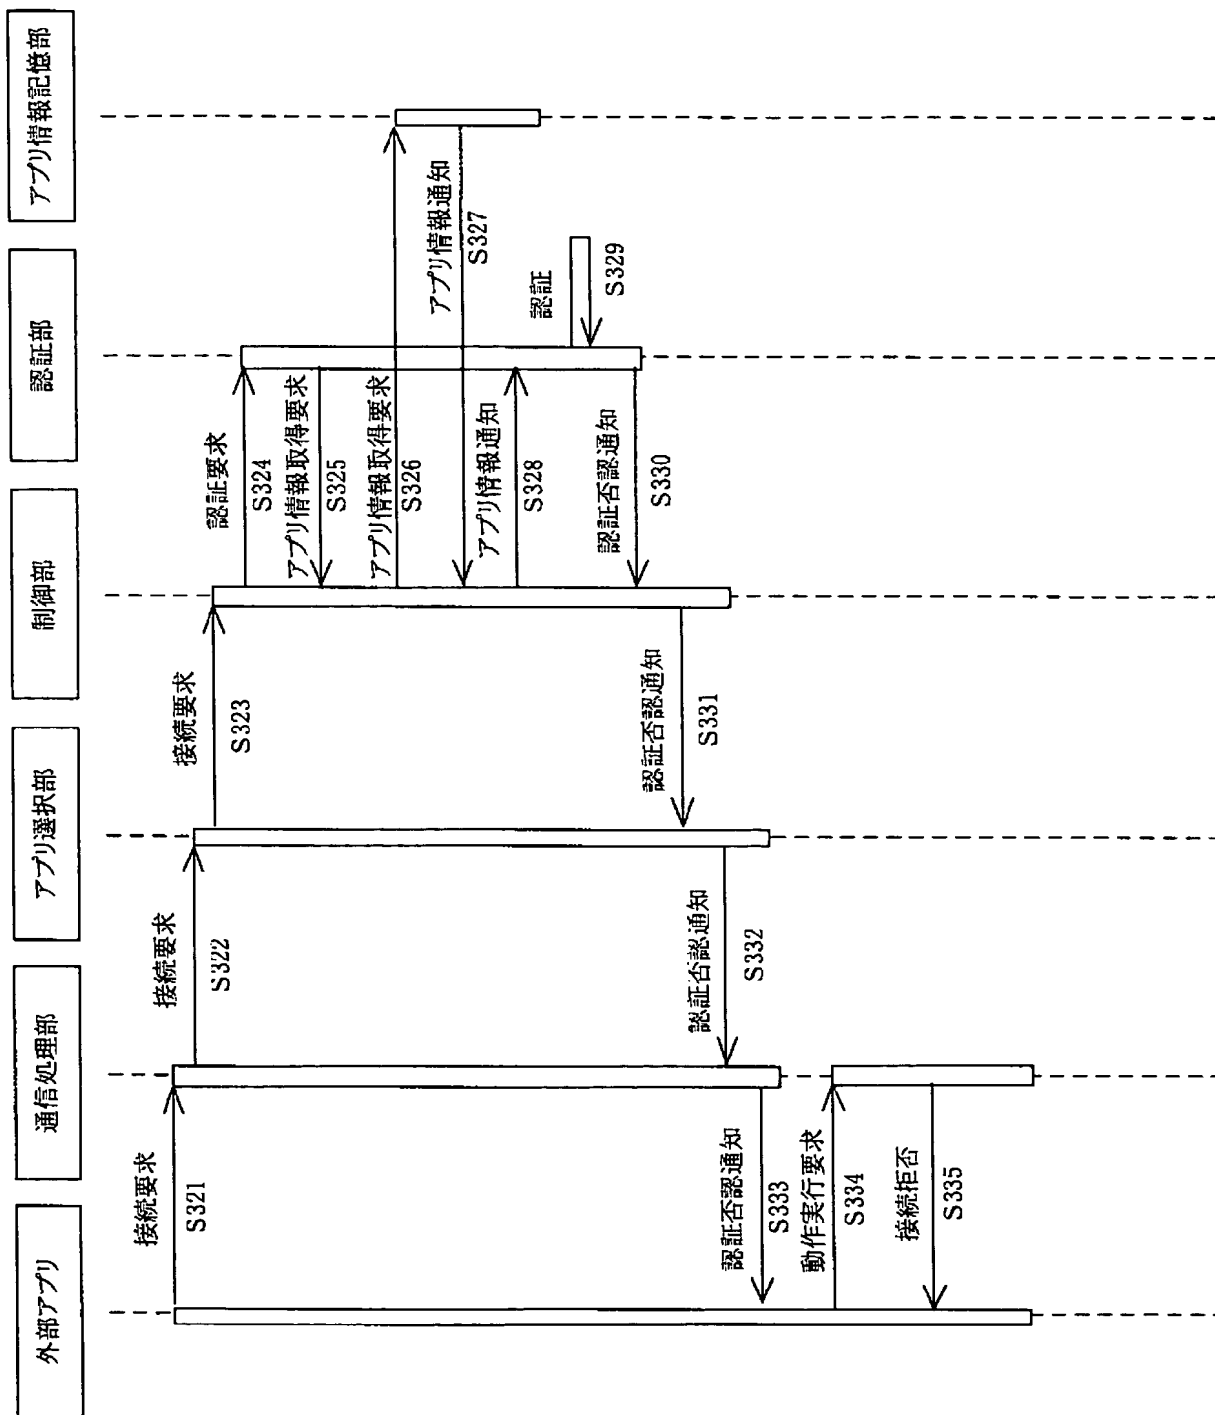 外部アプリ
通信処理部
アプリ選択部
制御部
認証部
アプリ情報記憶部
接続要求
S321
接続要求
S322
接続要求
S323
認証要求
S324
アプリ情報取得要求
S325
アプリ情報取得要求
S326
アプリ情報通知
S327
アプリ情報通知
S328
認証
S329
認証否認通知
S330
認証否認通知
S331
認証否認通知
S332
認証否認通知
S333
動作実行要求
S334
接続拒否
S335